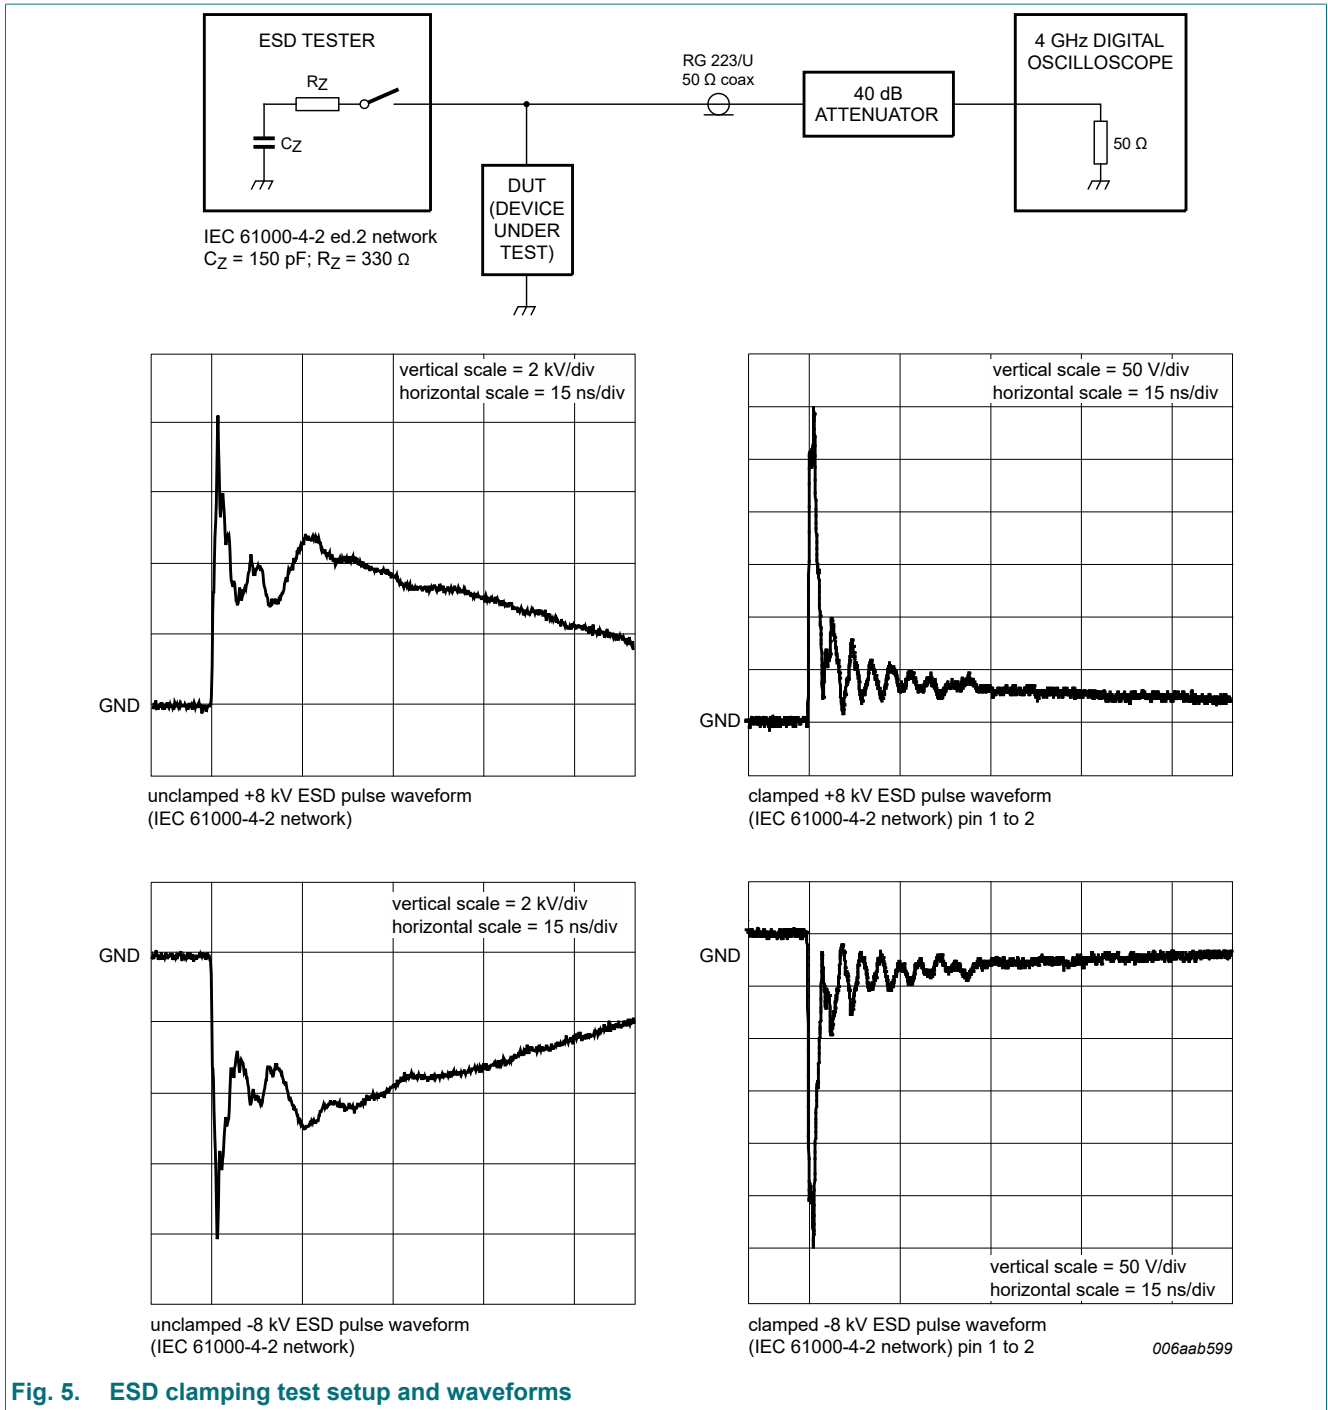 ESD TESTER
RZ
CZ
IEC 61000-4-2 ed.2 network
CZ = 150 pF; RZ = 330 Ω
DUT
(DEVICE
UNDER
TEST)
RG 223/U
50 Ω coax
40 dB
ATTENUATOR
4 GHz DIGITAL
OSCILLOSCOPE
50 Ω
vertical scale = 2 kV/div
horizontal scale = 15 ns/div
GND
unclamped +8 kV ESD pulse waveform
(IEC 61000-4-2 network)
vertical scale = 50 V/div
horizontal scale = 15 ns/div
GND
clamped +8 kV ESD pulse waveform
(IEC 61000-4-2 network) pin 1 to 2
vertical scale = 2 kV/div
horizontal scale = 15 ns/div
GND
unclamped -8 kV ESD pulse waveform
(IEC 61000-4-2 network)
GND
vertical scale = 50 V/div
horizontal scale = 15 ns/div
clamped -8 kV ESD pulse waveform
(IEC 61000-4-2 network) pin 1 to 2
006aab599
Fig. 5. ESD clamping test setup and waveforms